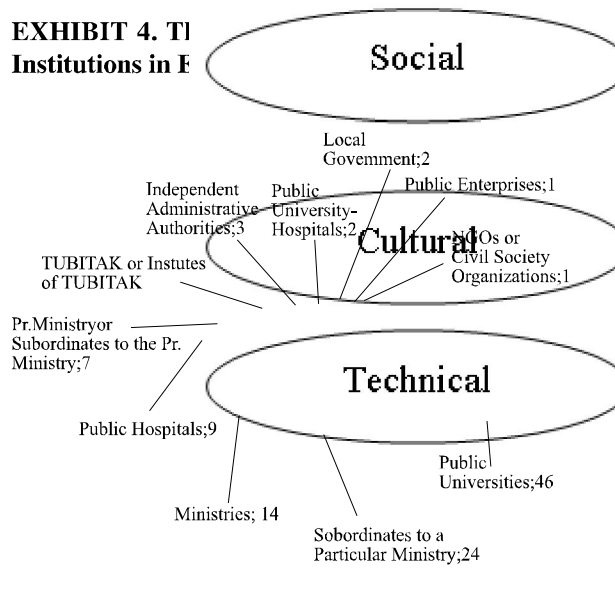 EXHIBIT 4. Tl
Institutions in E
Social
Local
Govemment;2
Public Enterprises;1
Independent
Administrative
Authorities;3
Public
University-
Hospitals;2
Cultural
NGOs or
Civil Society
Organizations;1
TUBITAK or Instutes
of TUBITAK
Pr.Ministryor
Subordinates to the Pr.
Ministry;7
Technical
Public Hospitals;9
Public
Universities;46
Ministries; 14
Sobordinates to a
Particular Ministry;24